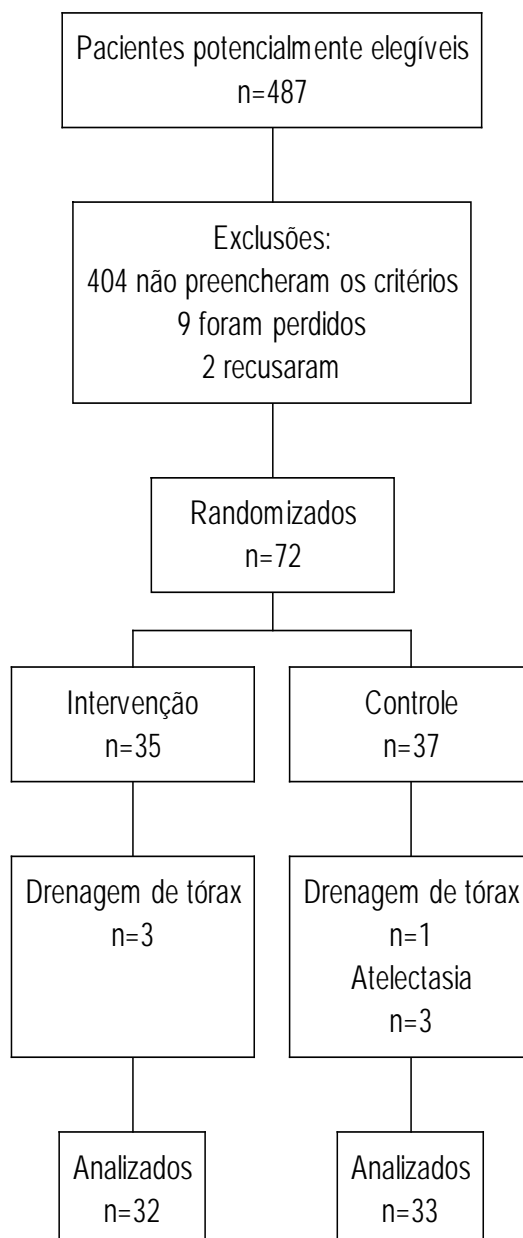 Pacientes potencialmente elegíveis
n=487
Exclusões:
404 não preencheram os critérios
9 foram perdidos
2 recusaram
Randomizados
n=72
Intervenção
n=35
Controle
n=37
Drenagem de tórax
n=3
Drenagem de tórax
n=1
Atelectasia
n=3
Analizados
n=32
Analizados
n=33